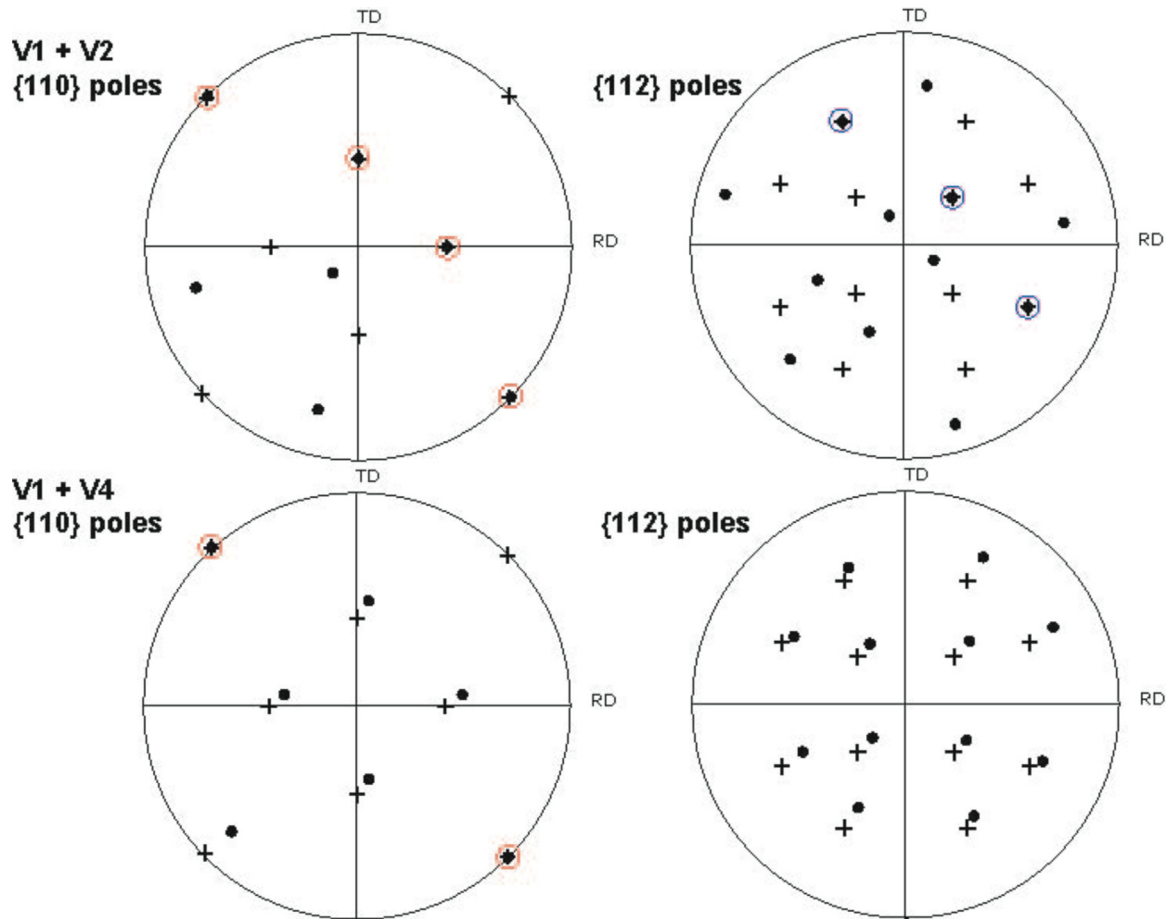 TD
V1 + V2
{110} poles
RD
TD
{112} poles
RD
TD
V1 + V4
{110} poles
RD
TD
{112} poles
RD